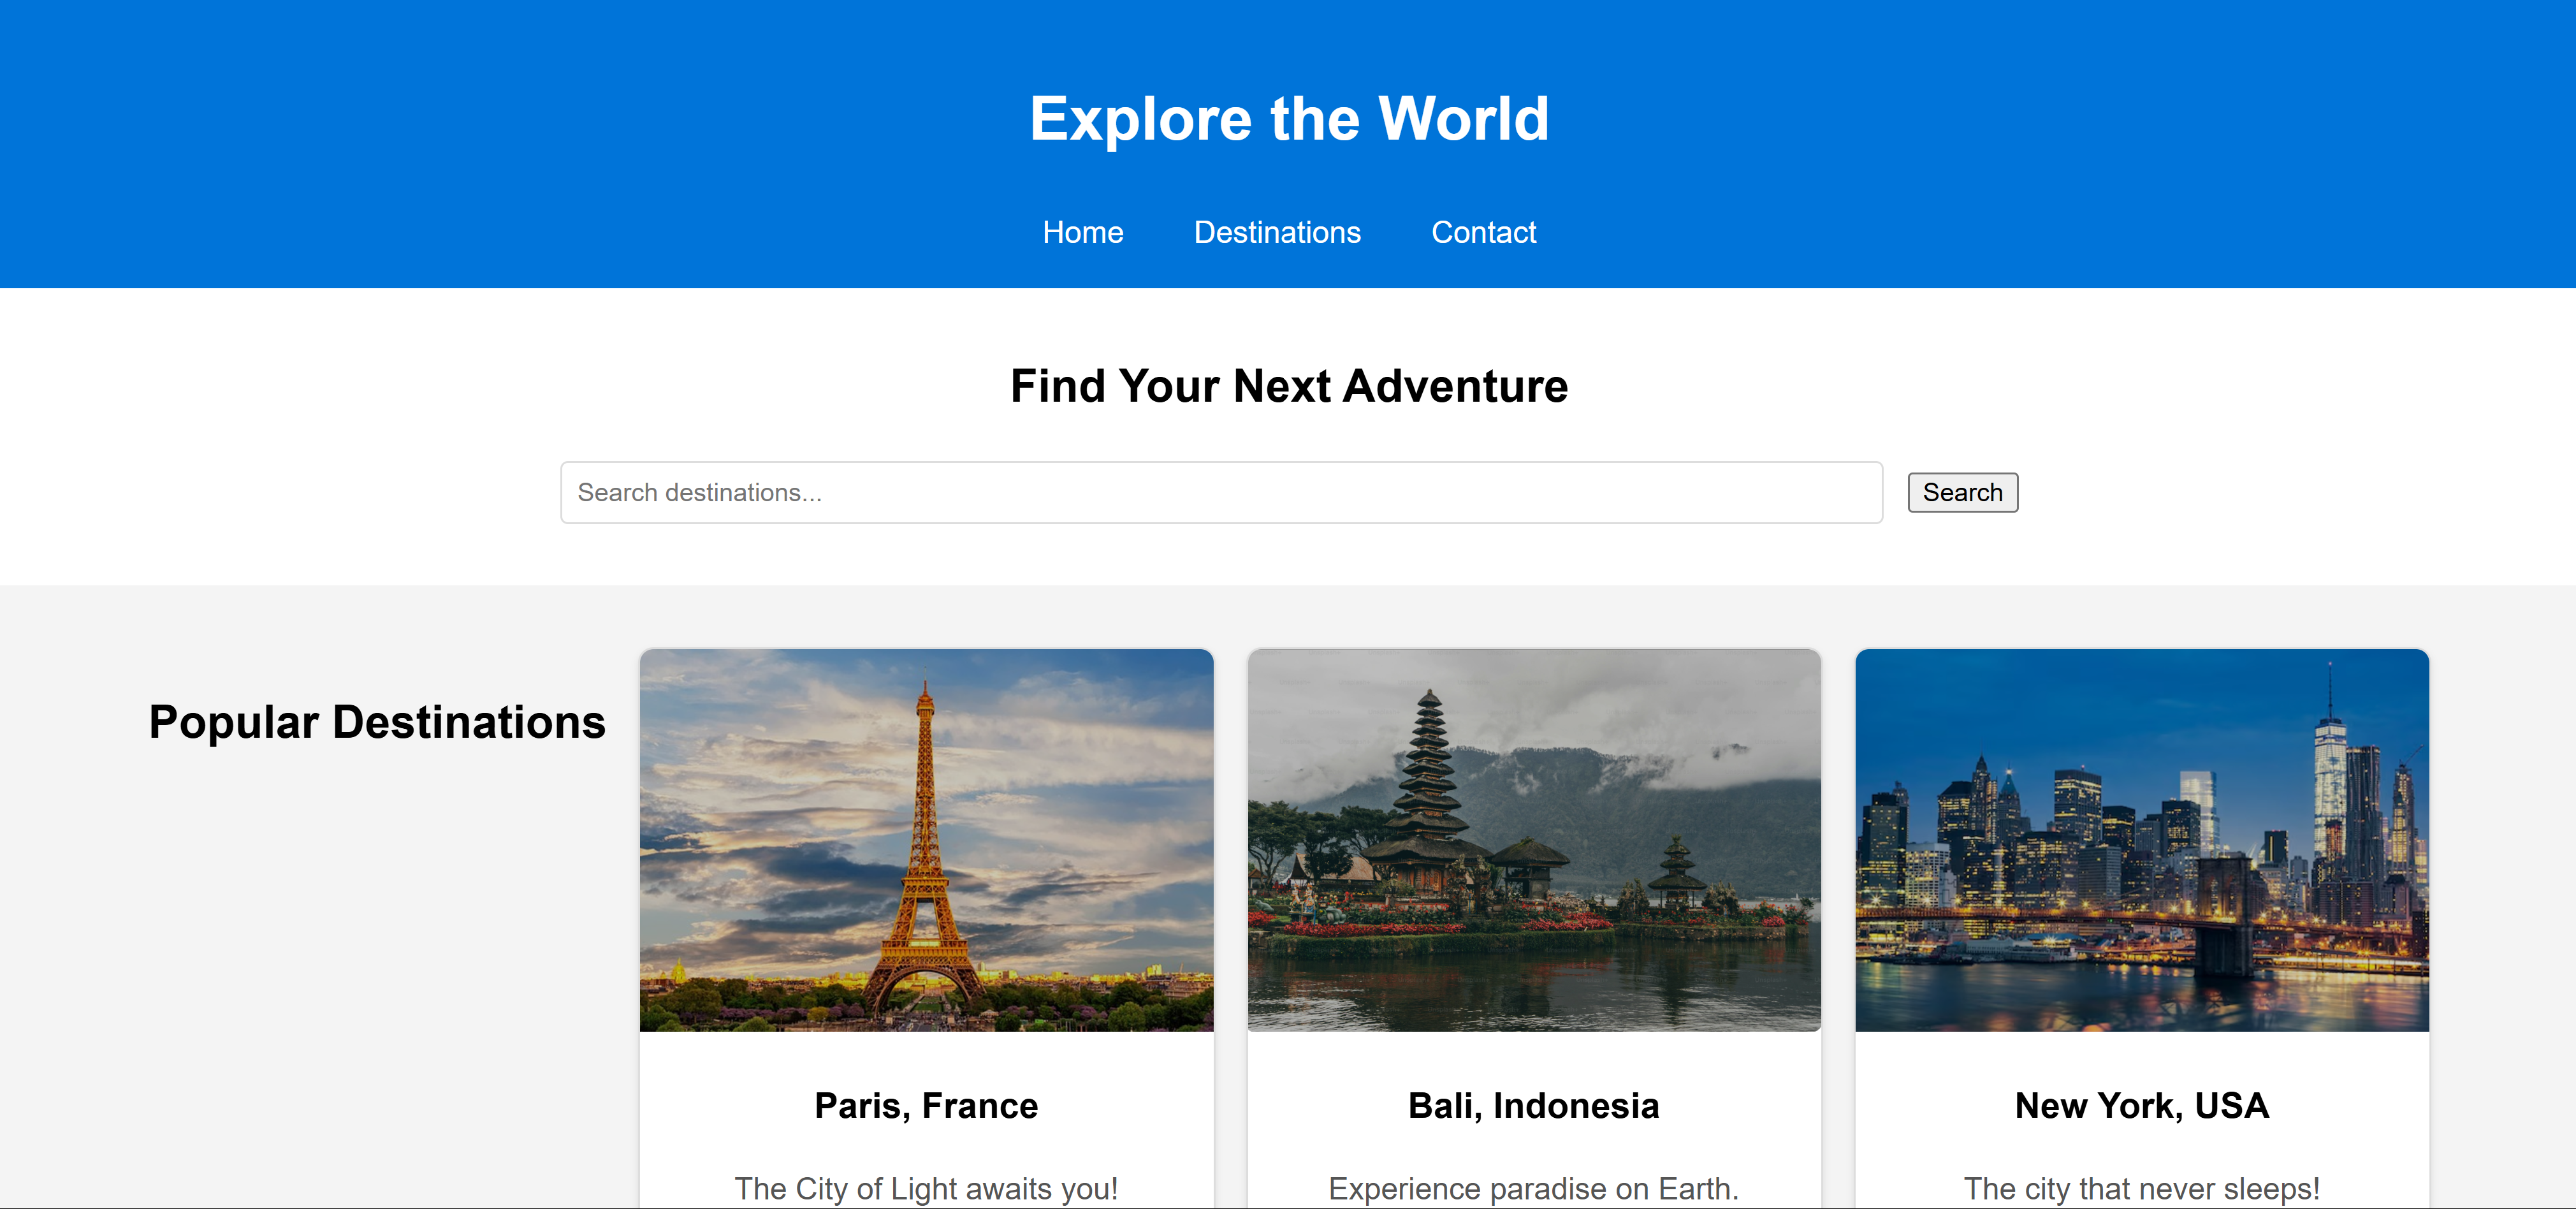 Explore the World
Home Destinations Contact
Find Your Next Adventure
Search destinations...
Search
Popular Destinations
Paris, France
The City of Light awaits you!
Bali, Indonesia
Experience paradise on Earth.
New York, USA
The city that never sleeps!